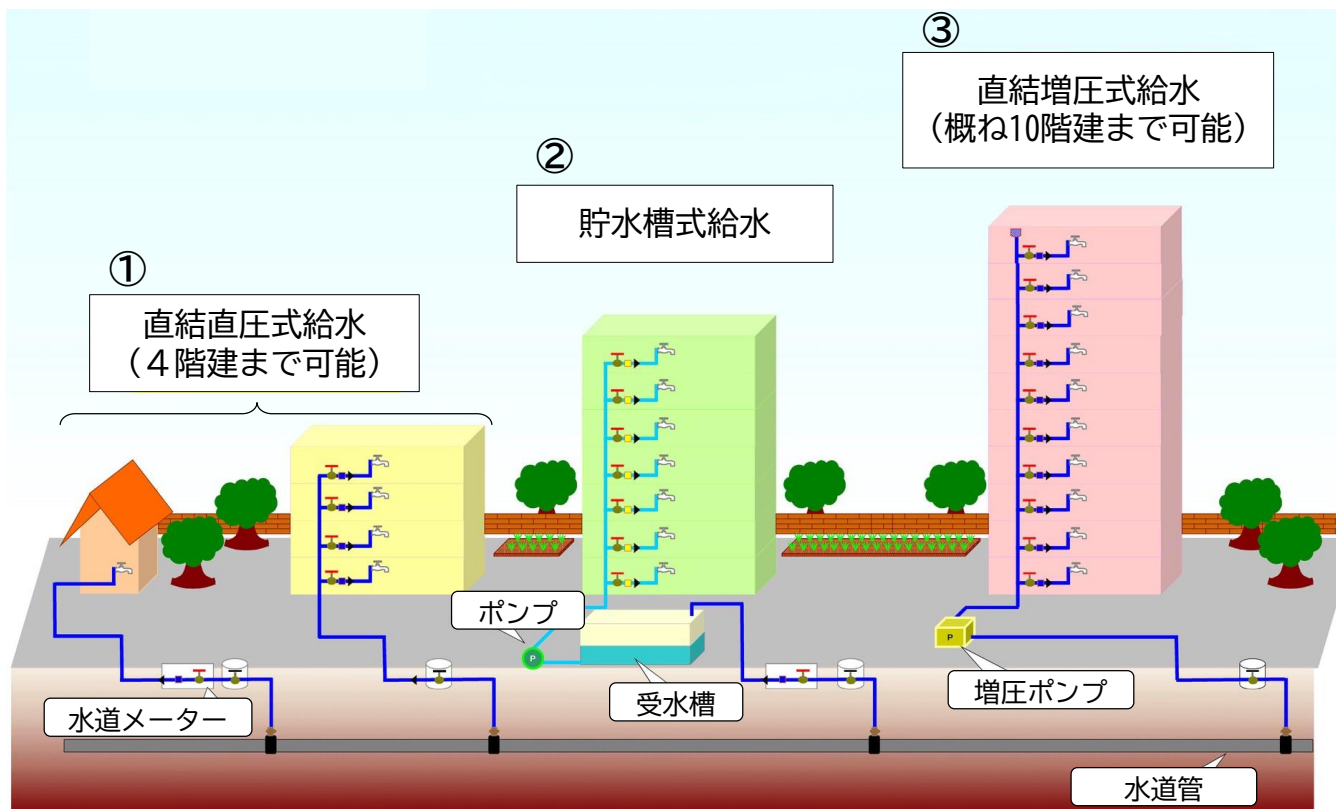 ①
直結直圧式給水
(４階建まで可能)
②
貯水槽式給水
③
直結増圧式給水
(概ね10階建まで可能)
ポンプ
P
受水槽
水道メーター
P
増圧ポンプ
水道管